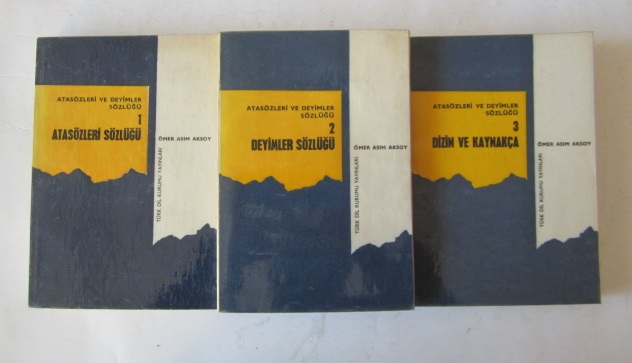 ATASÖZLERİ VE DEYİMLER
SÖZLÜĞÜ
1
ATASÖZLERİ SÖZLÜĞÜ
ÖMER ASIM AKSOY
TÜRK DİL KURUMU YAYINLARI
ATASÖZLERİ VE DEYİMLER
SÖZLÜĞÜ
2
DEYİMLER SÖZLÜĞÜ
ÖMER ASIM AKSOY
TÜRK DİL KURUMU YAYINLARI
ATASÖZLERİ VE DEYİMLER
SÖZLÜĞÜ
3
DİZİN VE KAYNAKÇA
ÖMER ASIM AKSOY
TÜRK DİL KURUMU YAYINLARI